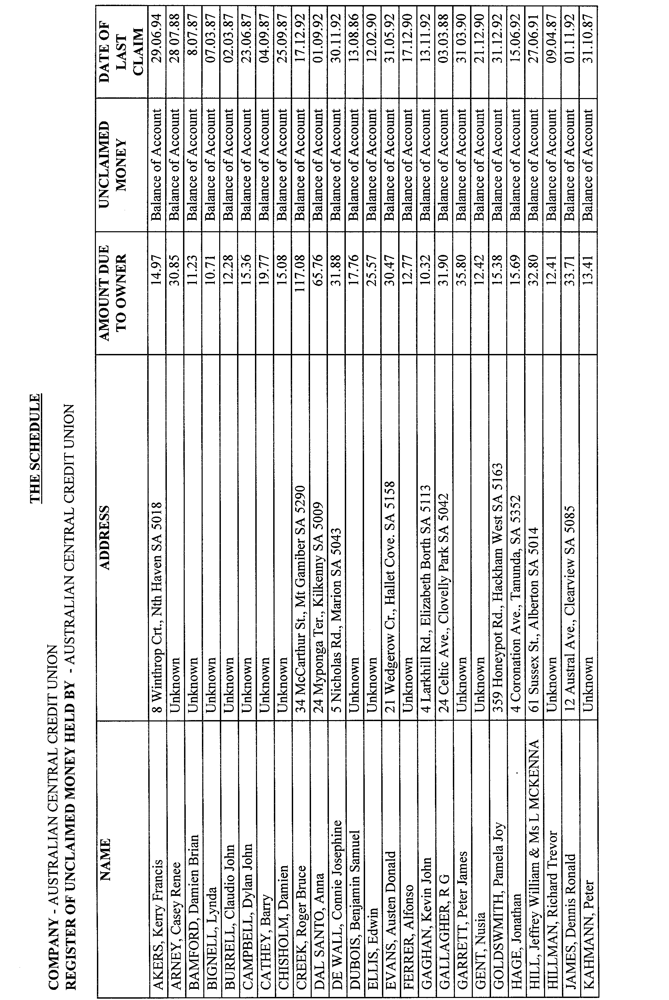 THE SCHEDULE
COMPANY - AUSTRALIAN CENTRAL CREDIT UNION
REGISTER OF UNCLAIMED MONEY HELD BY - AUSTRALIAN CENTRAL CREDIT UNION
NAME ADDRESS AMOUNT DUE UNCLAIMED DATE OF
TO OWNER MONEY LAST
CLAIM
AKERS, Kerry Francis 8 Winthrop Crt., Nth Haven SA 5018 14.97 Balance of Account 29.06.94
ARNEY, Casey Renee Unknown 30.85 Balance of Account 28 07.88
BAMFORD, Damien Brian Unknown 11.23 Balance of Account 8.07.87
BIGNELL, Lynda Unknown 10.71 Balance of Account 07.03.87
BURRELL, Claudio John Unknown 12.28 Balance of Account 02.03.87
CAMPBELL, Dylan John Unknown 15.36 Balance of Account 23.06.87
CATHEY, Barry Unknown 19.77 Balance of Account 04.09.87
CHISHOLM, Damien Unknown 15.08 Balance of Account 25.09.87
CREEK, Roger Bruce 34 McCarthur St., Mt Gamiber SA 5290 117.08 Balance of Account 17.12.92
DAL SANTO, Anna 24 Myponga Ter., Kilkenny SA 5009 65.76 Balance of Account 01.09.92
DE WALL, Connie Josephine 5 Nicholas Rd., Marion SA 5043 31.88 Balance of Account 30.11.92
DUBOIS, Benjamin Samuel Unknown 17.76 Balance of Account 13.08.86
ELLIS, Edwin Unknown 25.57 Balance of Account 12.02.90
EVANS, Austen Donald 21 Wedgerow Cr., Hallet Cove. SA 5158 30.47 Balance of Account 31.05.92
FERRER, Alfonso Unknown 12.77 Balance of Account 17.12.90
GAGHAN, Kevin John 4 Larkhill Rd., Elizabeth Borth SA 5113 10.32 Balance of Account 13.11.92
GALLAGHER, R G 24 Celtic Ave., Clovelly Park SA 5042 31.90 Balance of Account 03.03.88
GARRETT, Peter James Unknown 35.80 Balance of Account 31 03.90
GENT, Nusia Unknown 12.42 Balance of Account 21.12.90
GOLDSWMITH, Pamela Joy 359 Honeypot Rd., Hackham West SA 5163 15.38 Balance of Account 31.12.92
HAGE, Jonathan 4 Coronation Ave., Tanunda, SA 5352 15.69 Balance of Account 15.06.92
HILL, Jeffrey William & Ms L MCKENNA 61 Sussex St., Alberton SA 5014 32.80 Balance of Account 27.06.91
HILLMAN, Richard Trevor Unknown 12.41 Balance of Account 09.04.87
JAMES, Dennis Ronald 12 Austral Ave., Clearview SA 5085 33.71 Balance of Account 01.11.92
KAHMANN, Peter Unknown 13.41 Balance of Account 31.10.87